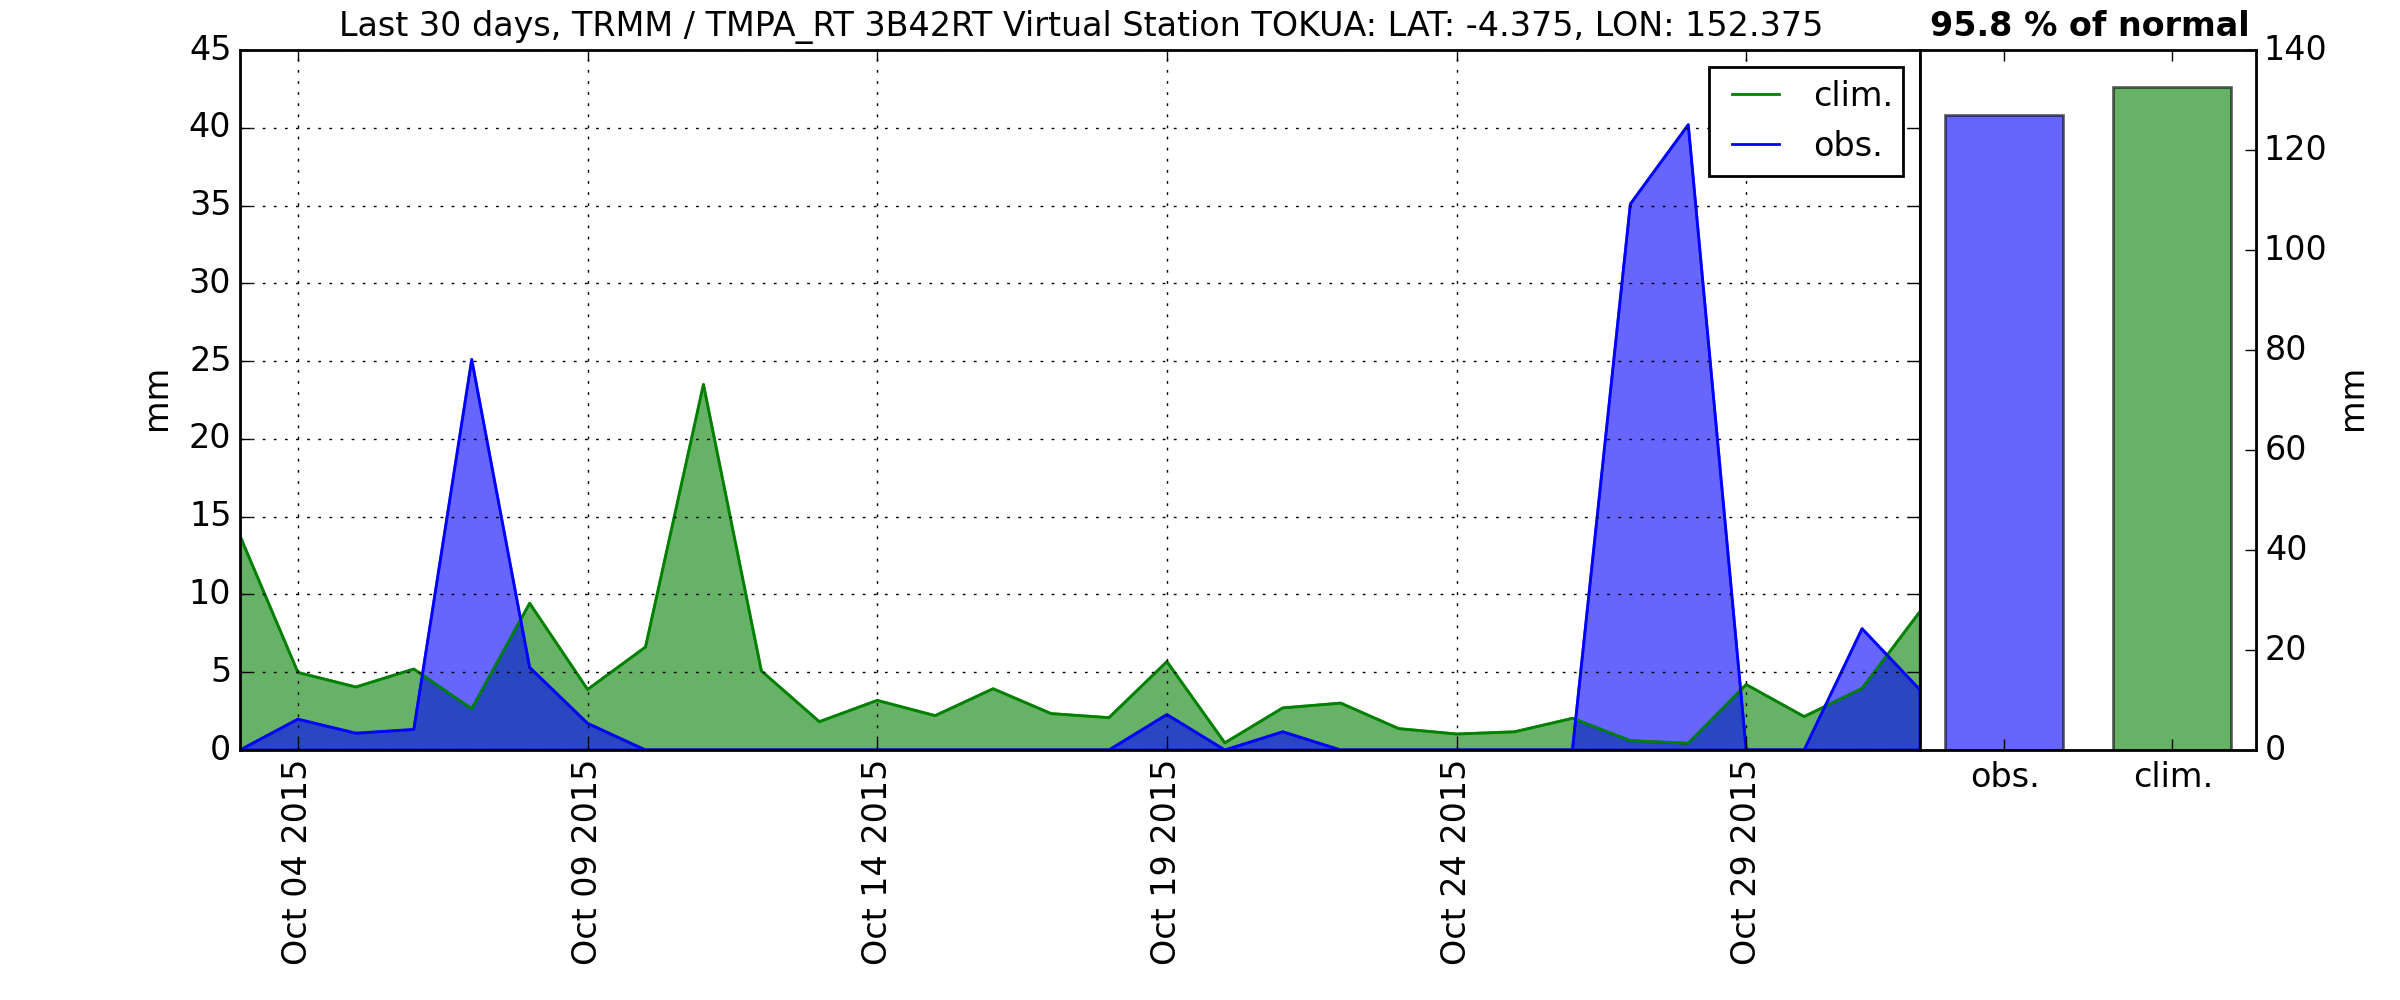 Last 30 days, TRMM / TMPA_RT 3B42RT Virtual Station TOKUA: LAT: -4.375, LON: 152.375
95.8 % of normal
45
40
35
30
25
20
15
10
5
0
mm
clim.
obs.
Oct 04 2015
Oct 09 2015
Oct 14 2015
Oct 19 2015
Oct 24 2015
Oct 29 2015
140
120
100
80
60
40
20
0
mm
obs.
clim.